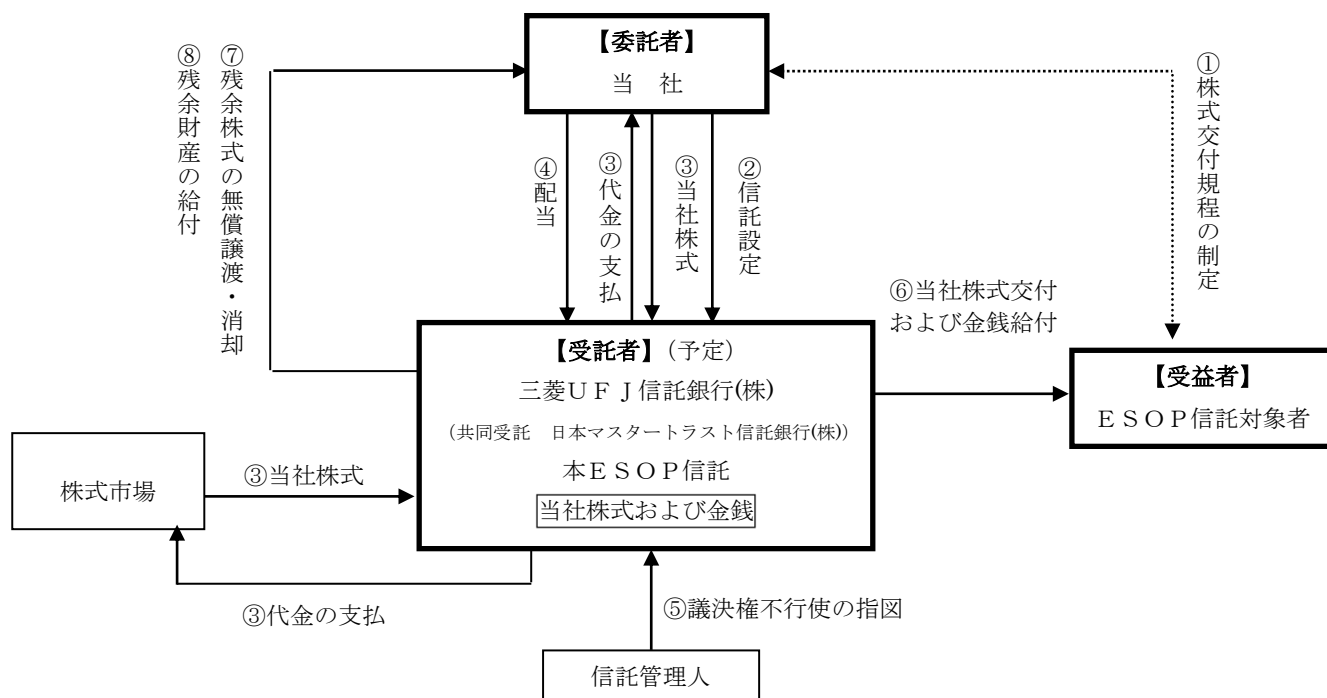 【委託者】
当 社
⑧残余財産の給付
⑦残余株式の無償譲渡・消却
④配当
③代金の支払
③当社株式
②信託設定
①株式交付規程の制定
⑥当社株式交付
および金銭給付
【受託者】(予定)
三菱UFJ信託銀行(株)
(共同受託 日本マスタートラスト信託銀行(株))
本ESOP信託
当社株式および金銭
【受益者】
ESOP信託対象者
株式市場
③当社株式
③代金の支払
⑤議決権不行使の指図
信託管理人